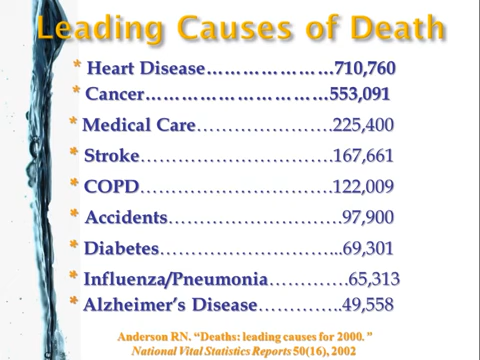 Leading Causes of Death
* Heart Disease…………………710,760
* Cancer…………………………553,091
* Medical Care………………….225,400
* Stroke………………………….167,661
* COPD………………………….122,009
* Accidents……………………….97,900
* Diabetes………………………...69,301
* Influenza/Pneumonia………….65,313
* Alzheimer's Disease…………..49,558
Anderson RN. "Deaths: leading causes for 2000."
National Vital Statistics Reports 50(16), 2002